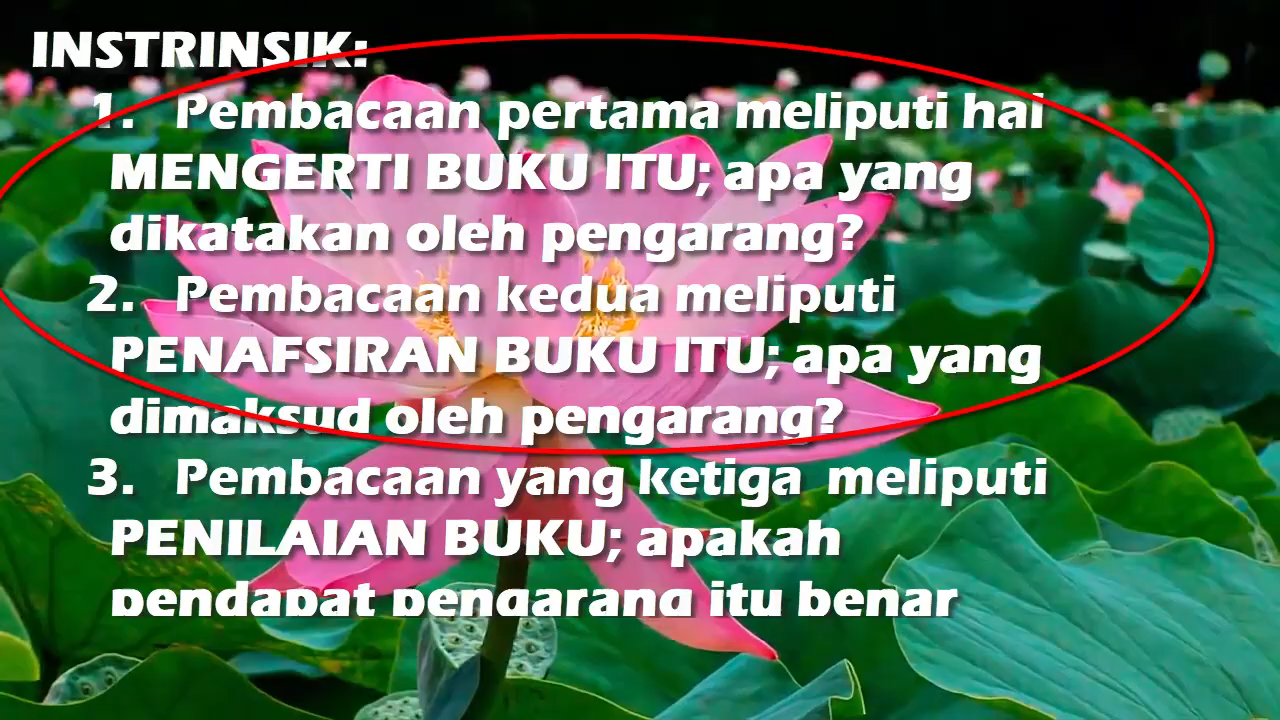 INSTRINSIK:
1. Pembacaan pertama meliputi hal
MENGERTI BUKU ITU; apa yang
dikatakan oleh pengarang?
2. Pembacaan kedua meliputi
PENAFSIRAN BUKU ITU; apa yang
dimaksud oleh pengarang?
3. Pembacaan yang ketiga meliputi
PENILAIAN BUKU; apakah
pendapat pengarang itu benar